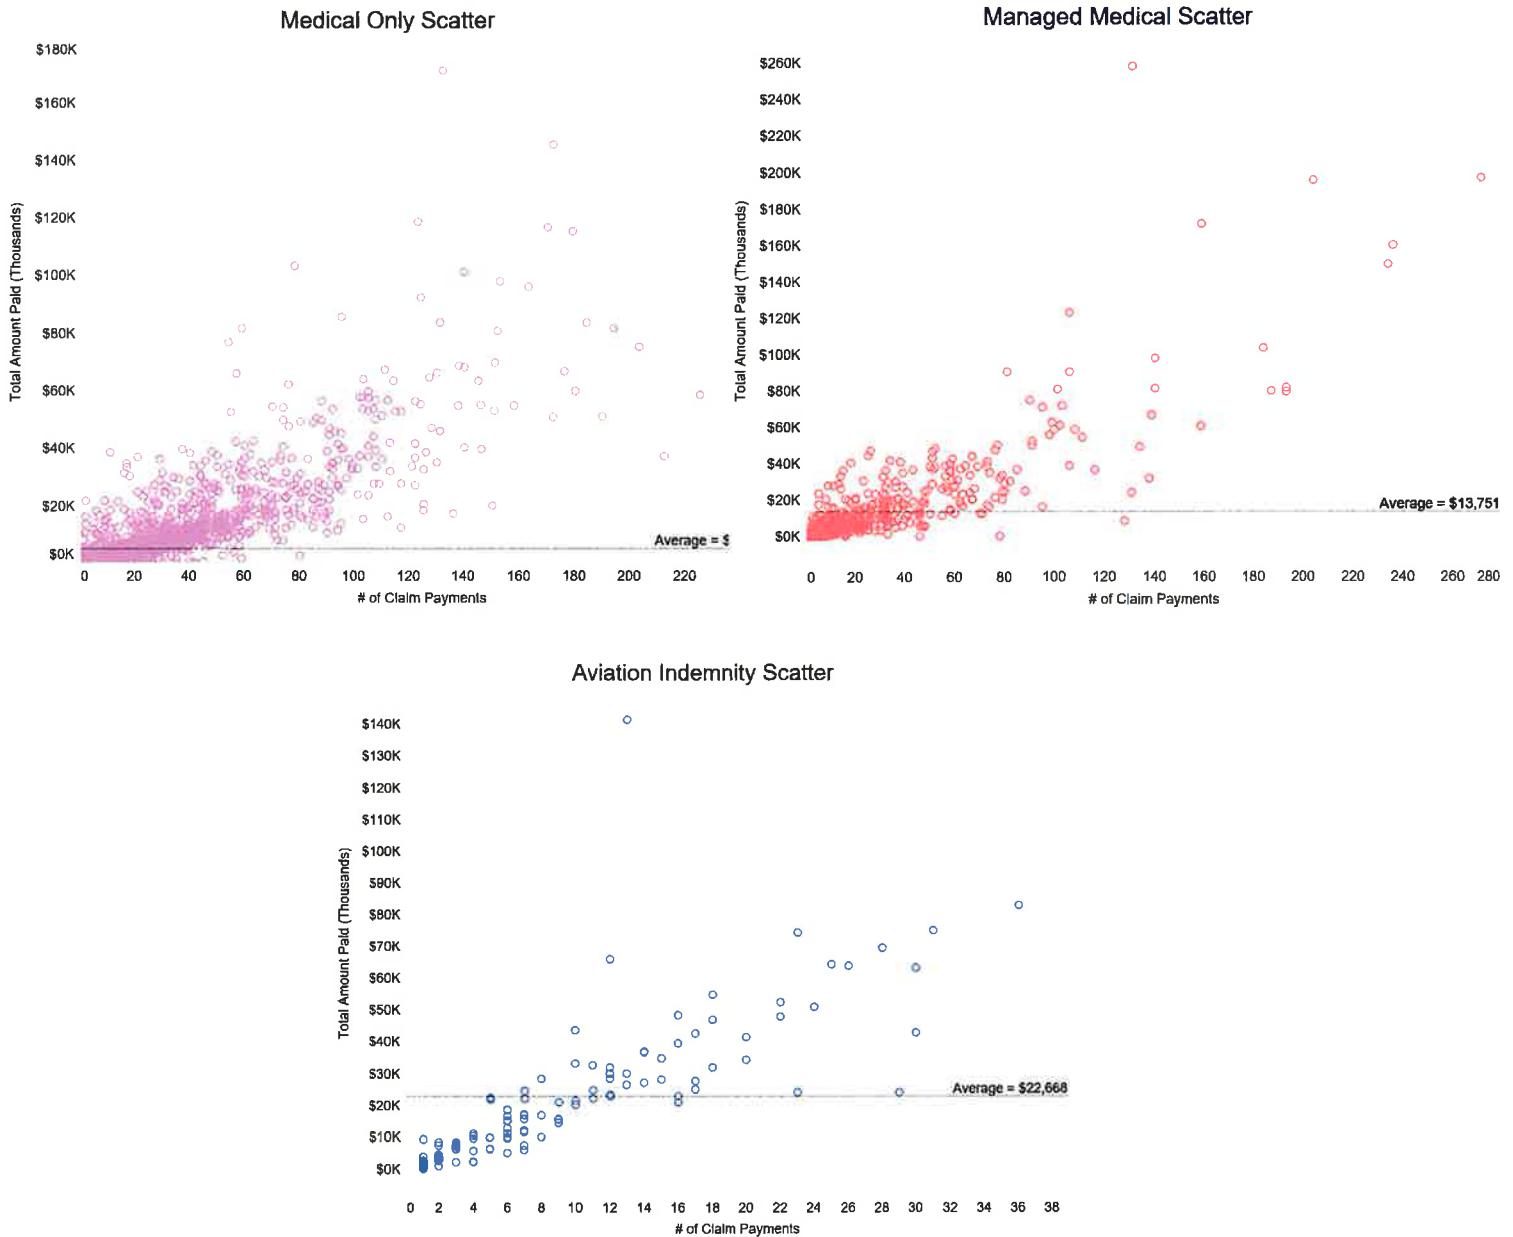 Medical Only Scatter
$180K
$160K
$140K
$120K
$100K
$80K
$60K
$40K
$20K
$0K
Total Amount Paid (Thousands)
Average = $
0 20 40 60 80 100 120 140 160 180 200 220
# of Claim Payments
Managed Medical Scatter
$260K
$240K
$220K
$200K
$180K
$160K
$140K
$120K
$100K
$80K
$60K
$40K
$20K
$0K
Total Amount Paid (Thousands)
Average = $13,751
0 20 40 60 80 100 120 140 180 180 200 220 240 260 280
# of Claim Payments
Aviation Indemnity Scatter
$140K
$130K
$120K
$110K
$100K
$90K
$80K
$70K
$60K
$50K
$40K
$30K
$20K
$10K
$0K
Total Amount Paid (Thousands)
Average = $22,668
0 2 4 6 8 10 12 14 16 18 20 22 24 26 28 30 32 34 36 38
# of Claim Payments